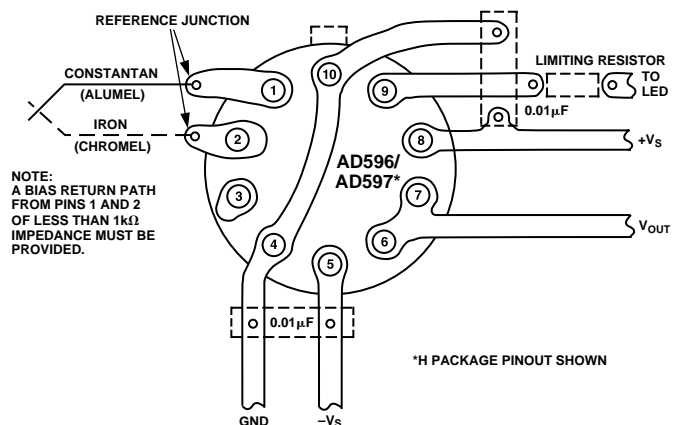 REFERENCE JUNCTION
CONSTANTAN
(ALUMEL)
IRON
(CHROMEL)
NOTE:
A BIAS RETURN PATH
FROM PINS 1 AND 2
OF LESS THAN 1kΩ
IMPEDANCE MUST BE
PROVIDED.
1
2
3
4
5
6
7
8
9
10
AD596/
AD597*
LIMITING RESISTOR
TO
LED
0.01μF
+VS
VOUT
0.01μF
*H PACKAGE PINOUT SHOWN
GND
–VS